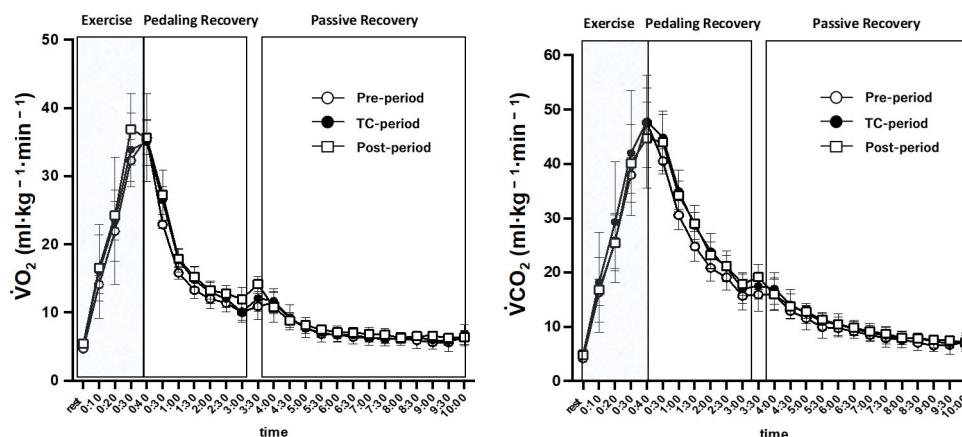 Exercise Pedaling Recovery Passive Recovery
50
40
30
20
10
0
V̇O₂ (ml·kg⁻¹·min⁻¹)
Pre-period
TC-period
Post-period
rest 0:10 0:20 0:30 0:40 0:30 1:00 1:30 2:00 2:30 3:00 3:30 4:00 4:30 5:00 5:30 6:00 6:30 7:00 7:30 8:00 8:30 9:00 9:30 10:00
time
Exercise Pedaling Recovery Passive Recovery
60
50
40
30
20
10
0
V̇CO₂ (ml·kg⁻¹·min⁻¹)
Pre-period
TC-period
Post-period
rest 0:10 0:20 0:30 0:40 0:30 1:00 1:30 2:00 2:30 3:00 3:30 4:00 4:30 5:00 5:30 6:00 6:30 7:00 7:30 8:00 8:30 9:00 9:30 10:00
time